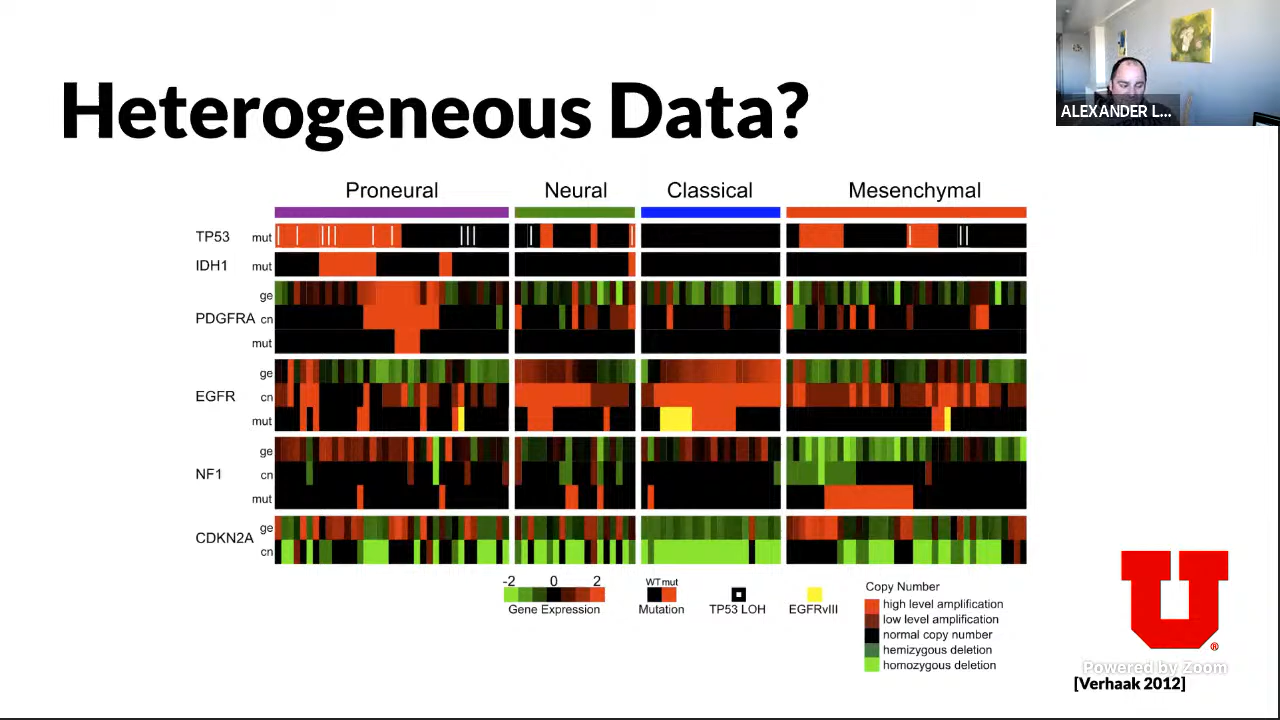 ALEXANDER L...
Heterogeneous Data?
Proneural Neural Classical Mesenchymal
TP53 mut
IDH1 mut
ge
PDGFRA cn
mut
ge
EGFR cn
mut
ge
NF1 cn
mut
CDKN2A ge
cn
-2 0 2
Gene Expression
WT mut
Mutation
TP53 LOH
EGFRvIII
Copy Number
high level amplification
low level amplification
normal copy number
hemizygous deletion
homozygous deletion
U
®
Powered by Zoom
[Verhaak 2012]